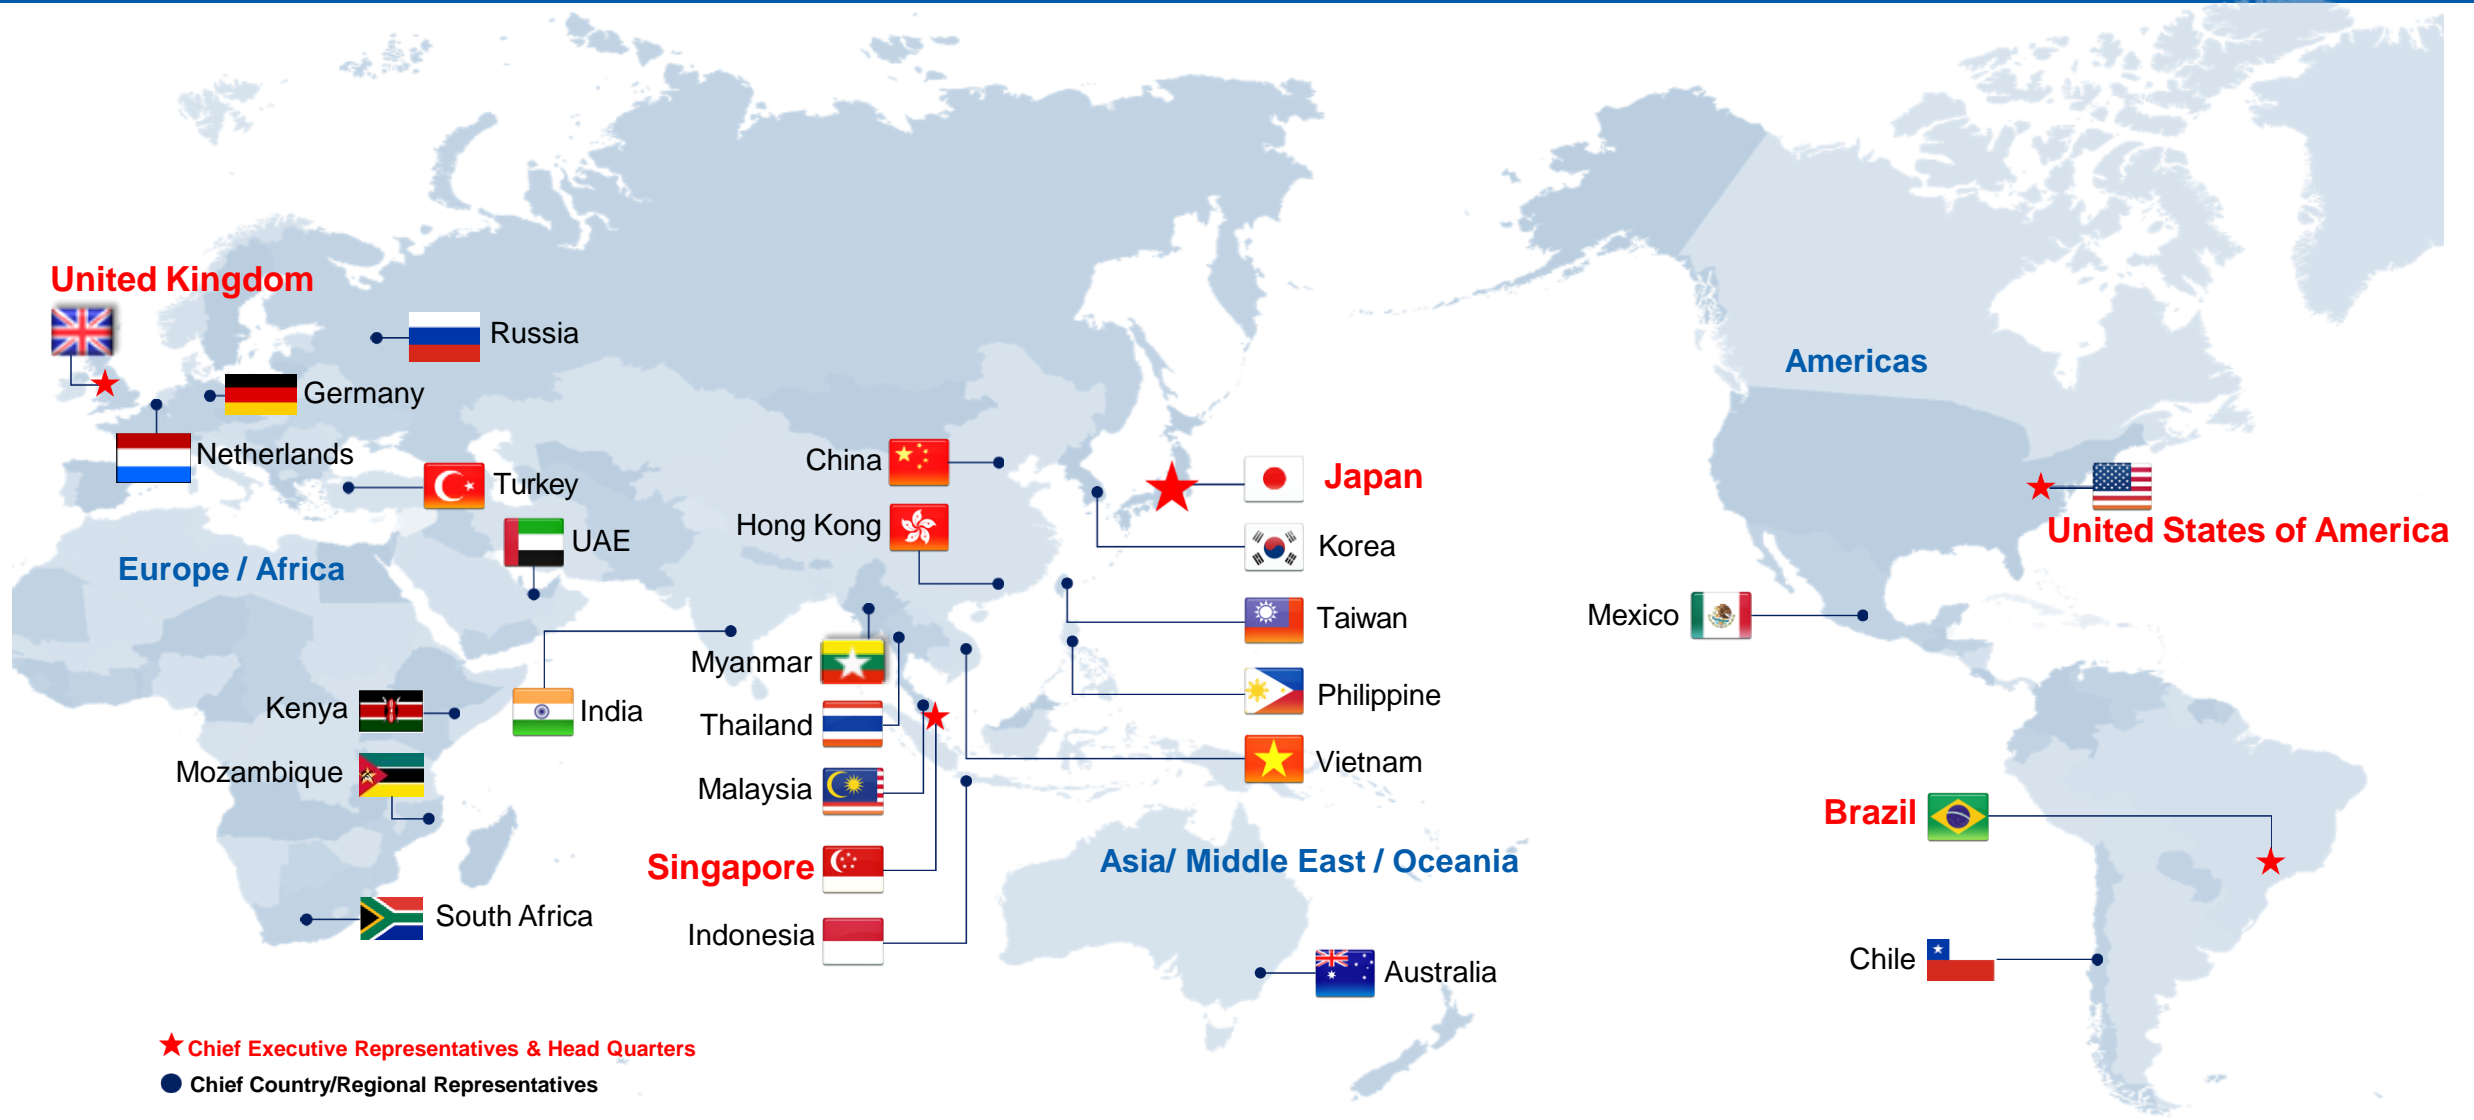 United Kingdom
Russia
Germany
Netherlands
Turkey
UAE
Europe / Africa
Kenya
Mozambique
South Africa
India
China
Hong Kong
Myanmar
Thailand
Malaysia
Singapore
Indonesia
Japan
Korea
Taiwan
Philippine
Vietnam
Asia/ Middle East / Oceania
Australia
Americas
United States of America
Mexico
Brazil
Chile
Chief Executive Representatives & Head Quarters
Chief Country/Regional Representatives